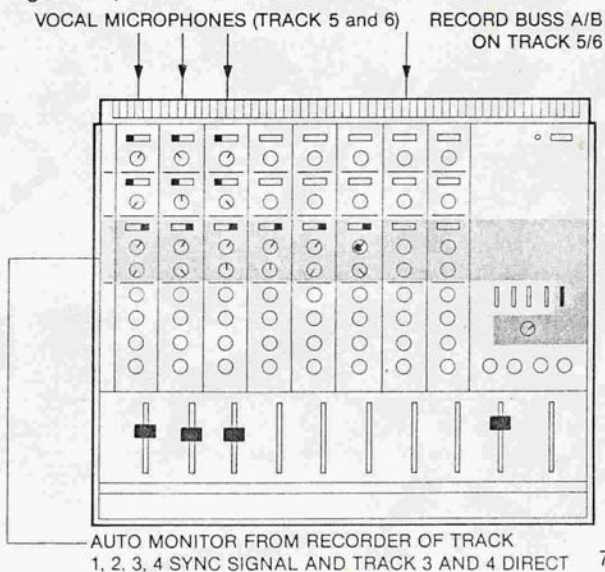 VOCAL MICROPHONES (TRACK 5 and 6)
RECORD BUSS A/B
ON TRACK 5/6
AUTO MONITOR FROM RECORDER OF TRACK
1, 2, 3, 4 SYNC SIGNAL AND TRACK 3 AND 4 DIRECT
7